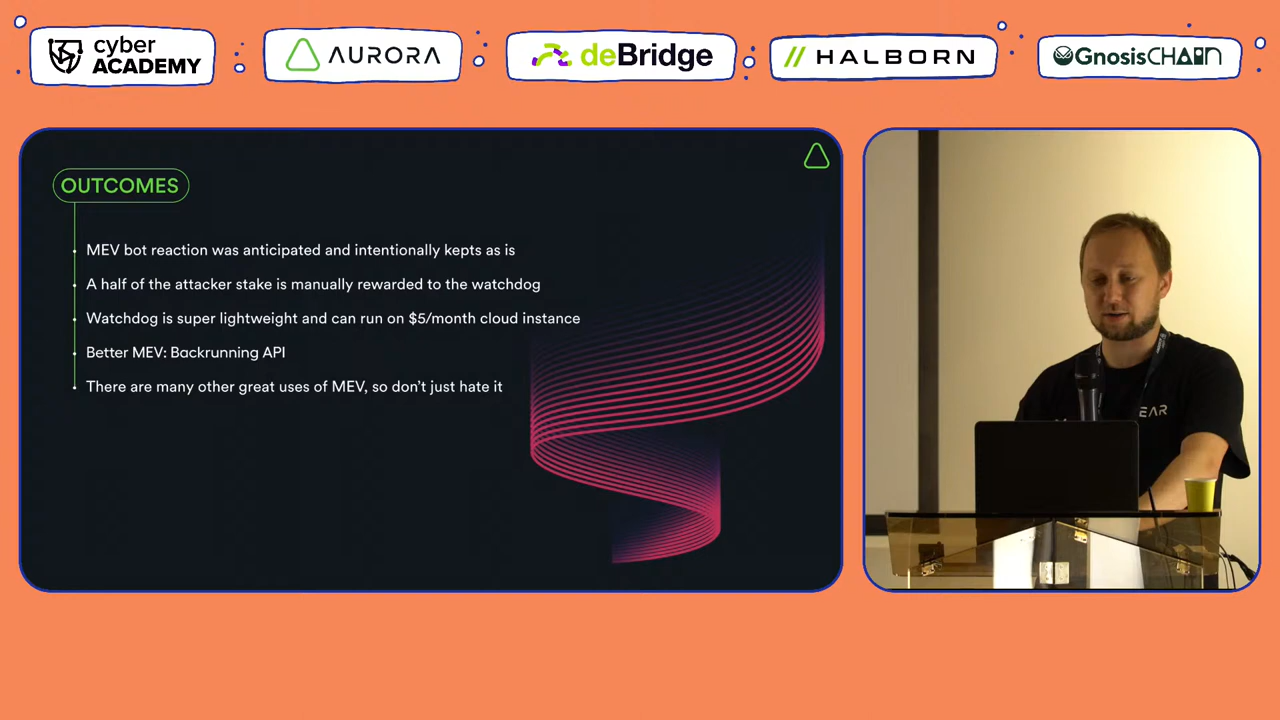 cyber
ACADEMY
AURORA
deBridge
HALBORN
GnosisCHAIN
OUTCOMES
MEV bot reaction was anticipated and intentionally kepts as is
A half of the attacker stake is manually rewarded to the watchdog
Watchdog is super lightweight and can run on $5/month cloud instance
Better MEV: Backrunning API
There are many other great uses of MEV, so don’t just hate it
EAR